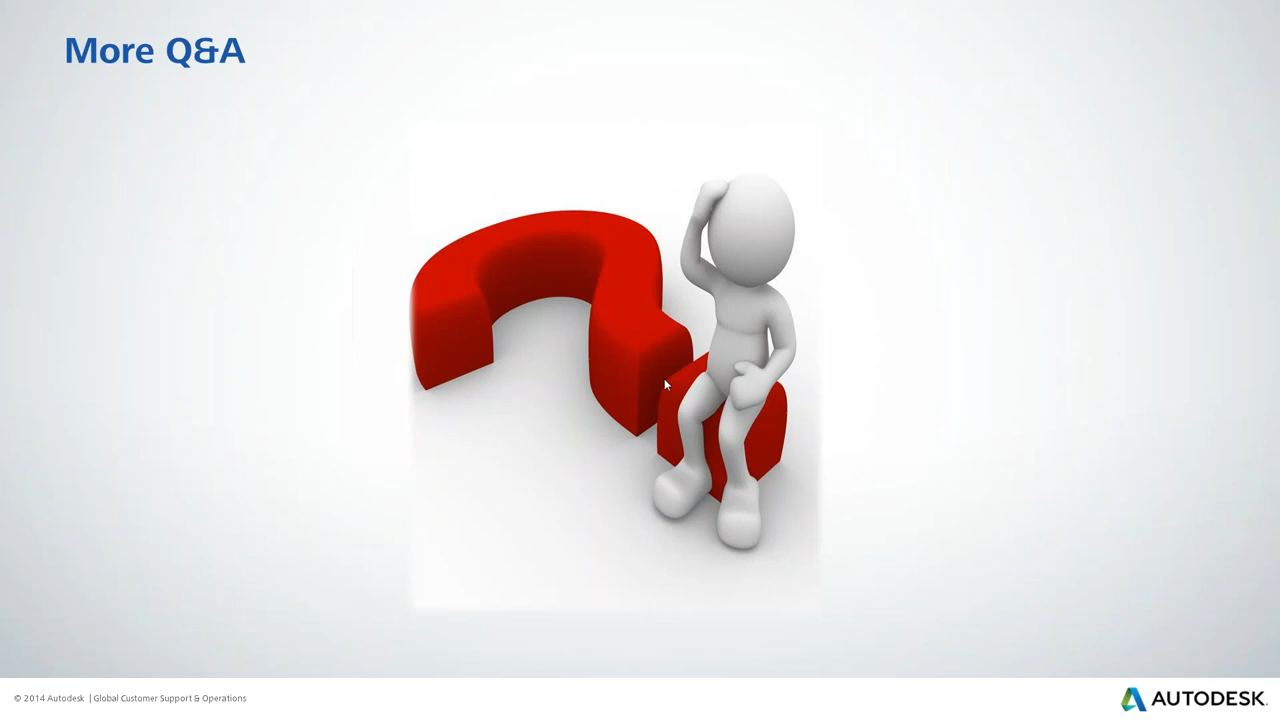 More Q&A
© 2014 Autodesk | Global Customer Support & Operations
AUTODESK.